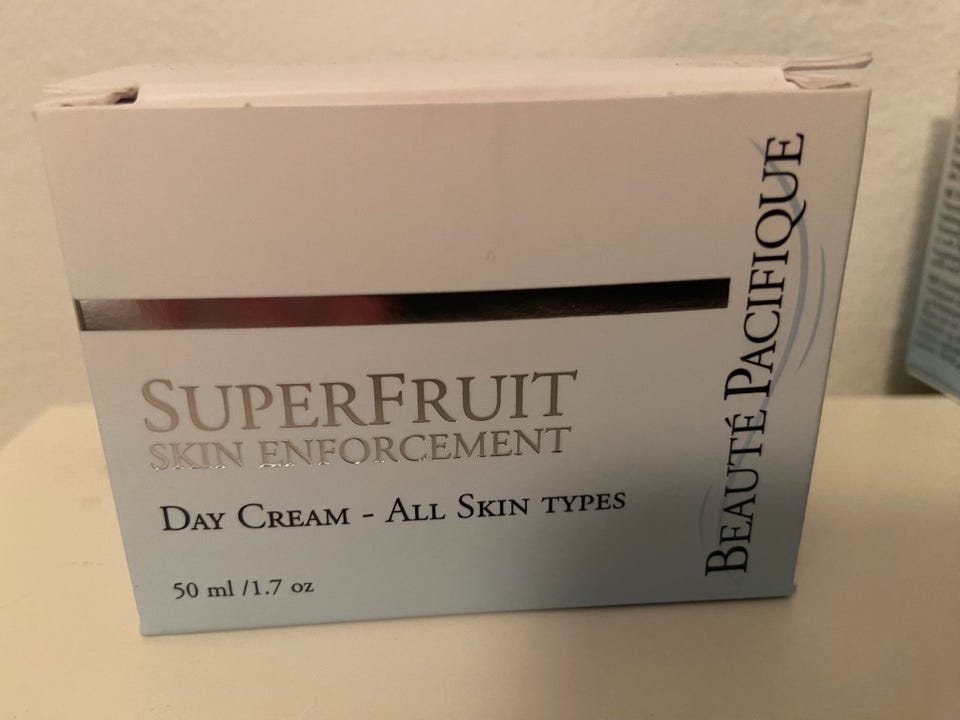 SUPERFRUIT
SKIN ENFORCEMENT
DAY CREAM - ALL SKIN TYPES
50 ml /1.7 oz
BEAUTÉ PACIFIQUE